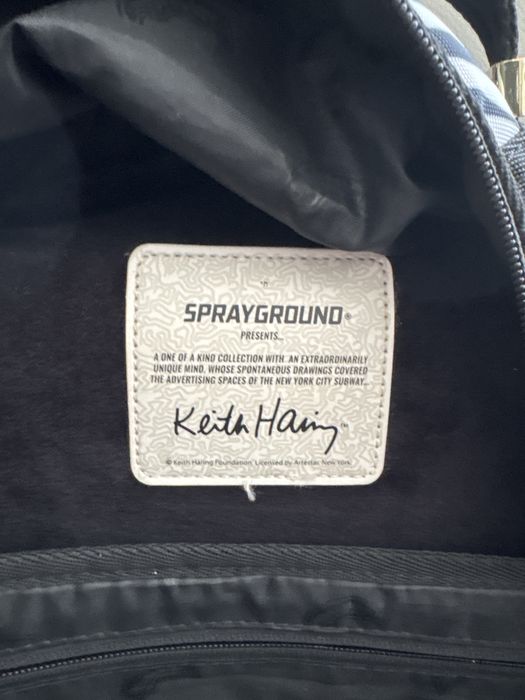 SPRAYGROUND®
PRESENTS...
A ONE OF A KIND COLLECTION WITH AN EXTRAORDINARILY
UNIQUE MIND, WHOSE SPONTANEOUS DRAWINGS COVERED
THE ADVERTISING SPACES OF THE NEW YORK CITY SUBWAY...
Keith Haring™
© Keith Haring Foundation, Licensed by Artestar, New York.